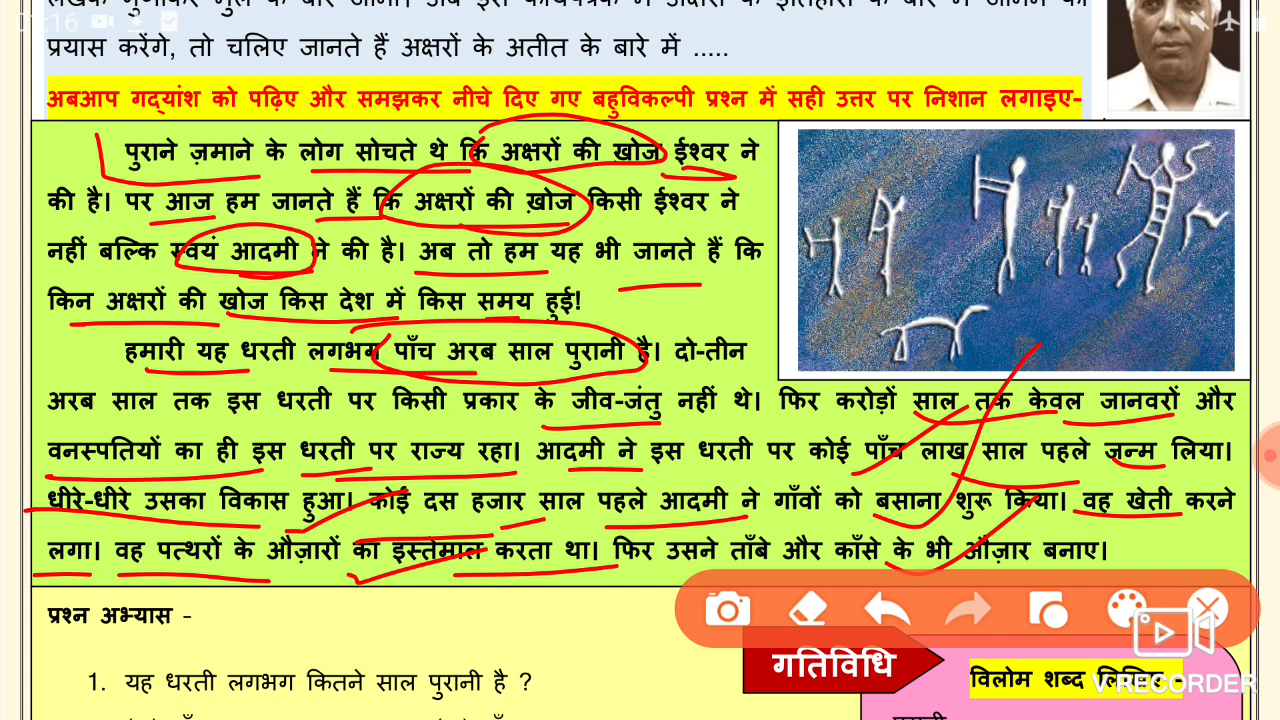 प्रयास करेंगे, तो चलिए जानते हैं अक्षरों के अतीत के बारे में .....
अबआप गद्यांश को पढ़िए और समझकर नीचे दिए गए बहुविकल्पी प्रश्न में सही उत्तर पर निशान लगाइए-
पुराने ज़माने के लोग सोचते थे कि अक्षरों की खोज ईश्वर ने
की है। पर आज हम जानते हैं कि अक्षरों की ख़ोज किसी ईश्वर ने
नहीं बल्कि स्वयं आदमी ने की है। अब तो हम यह भी जानते हैं कि
किन अक्षरों की खोज किस देश में किस समय हुई!
हमारी यह धरती लगभग पाँच अरब साल पुरानी है। दो-तीन
अरब साल तक इस धरती पर किसी प्रकार के जीव-जंतु नहीं थे। फिर करोड़ों साल तक केवल जानवरों और
वनस्पतियों का ही इस धरती पर राज्य रहा। आदमी ने इस धरती पर कोई पाँच लाख साल पहले जन्म लिया।
धीरे-धीरे उसका विकास हुआ। कोई दस हजार साल पहले आदमी ने गाँवों को बसाना शुरू किया। वह खेती करने
लगा। वह पत्थरों के औज़ारों का इस्तेमाल करता था। फिर उसने ताँबे और काँसे के भी औज़ार बनाए।
प्रश्न अभ्यास -
गतिविधि
विलोम शब्द लिखिए -
1. यह धरती लगभग कितने साल पुरानी है ?
V RECORDER